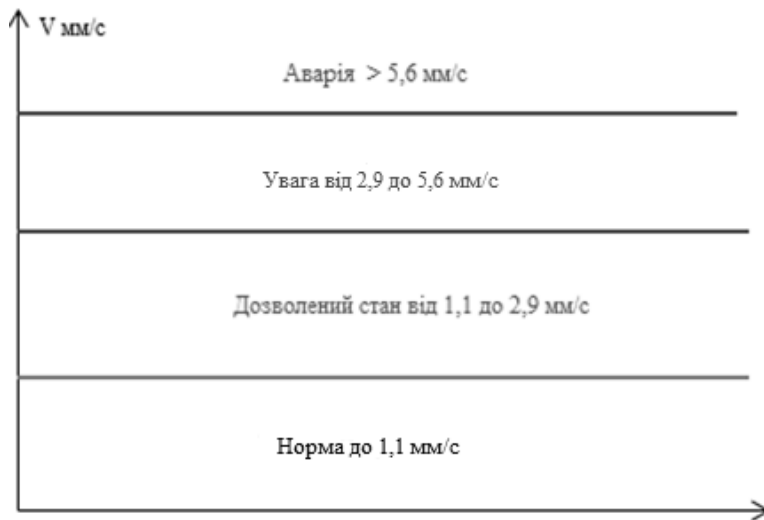 V мм/с
Аварія > 5,6 мм/с
Увага від 2,9 до 5,6 мм/с
Дозволений стан від 1,1 до 2,9 мм/с
Норма до 1,1 мм/с